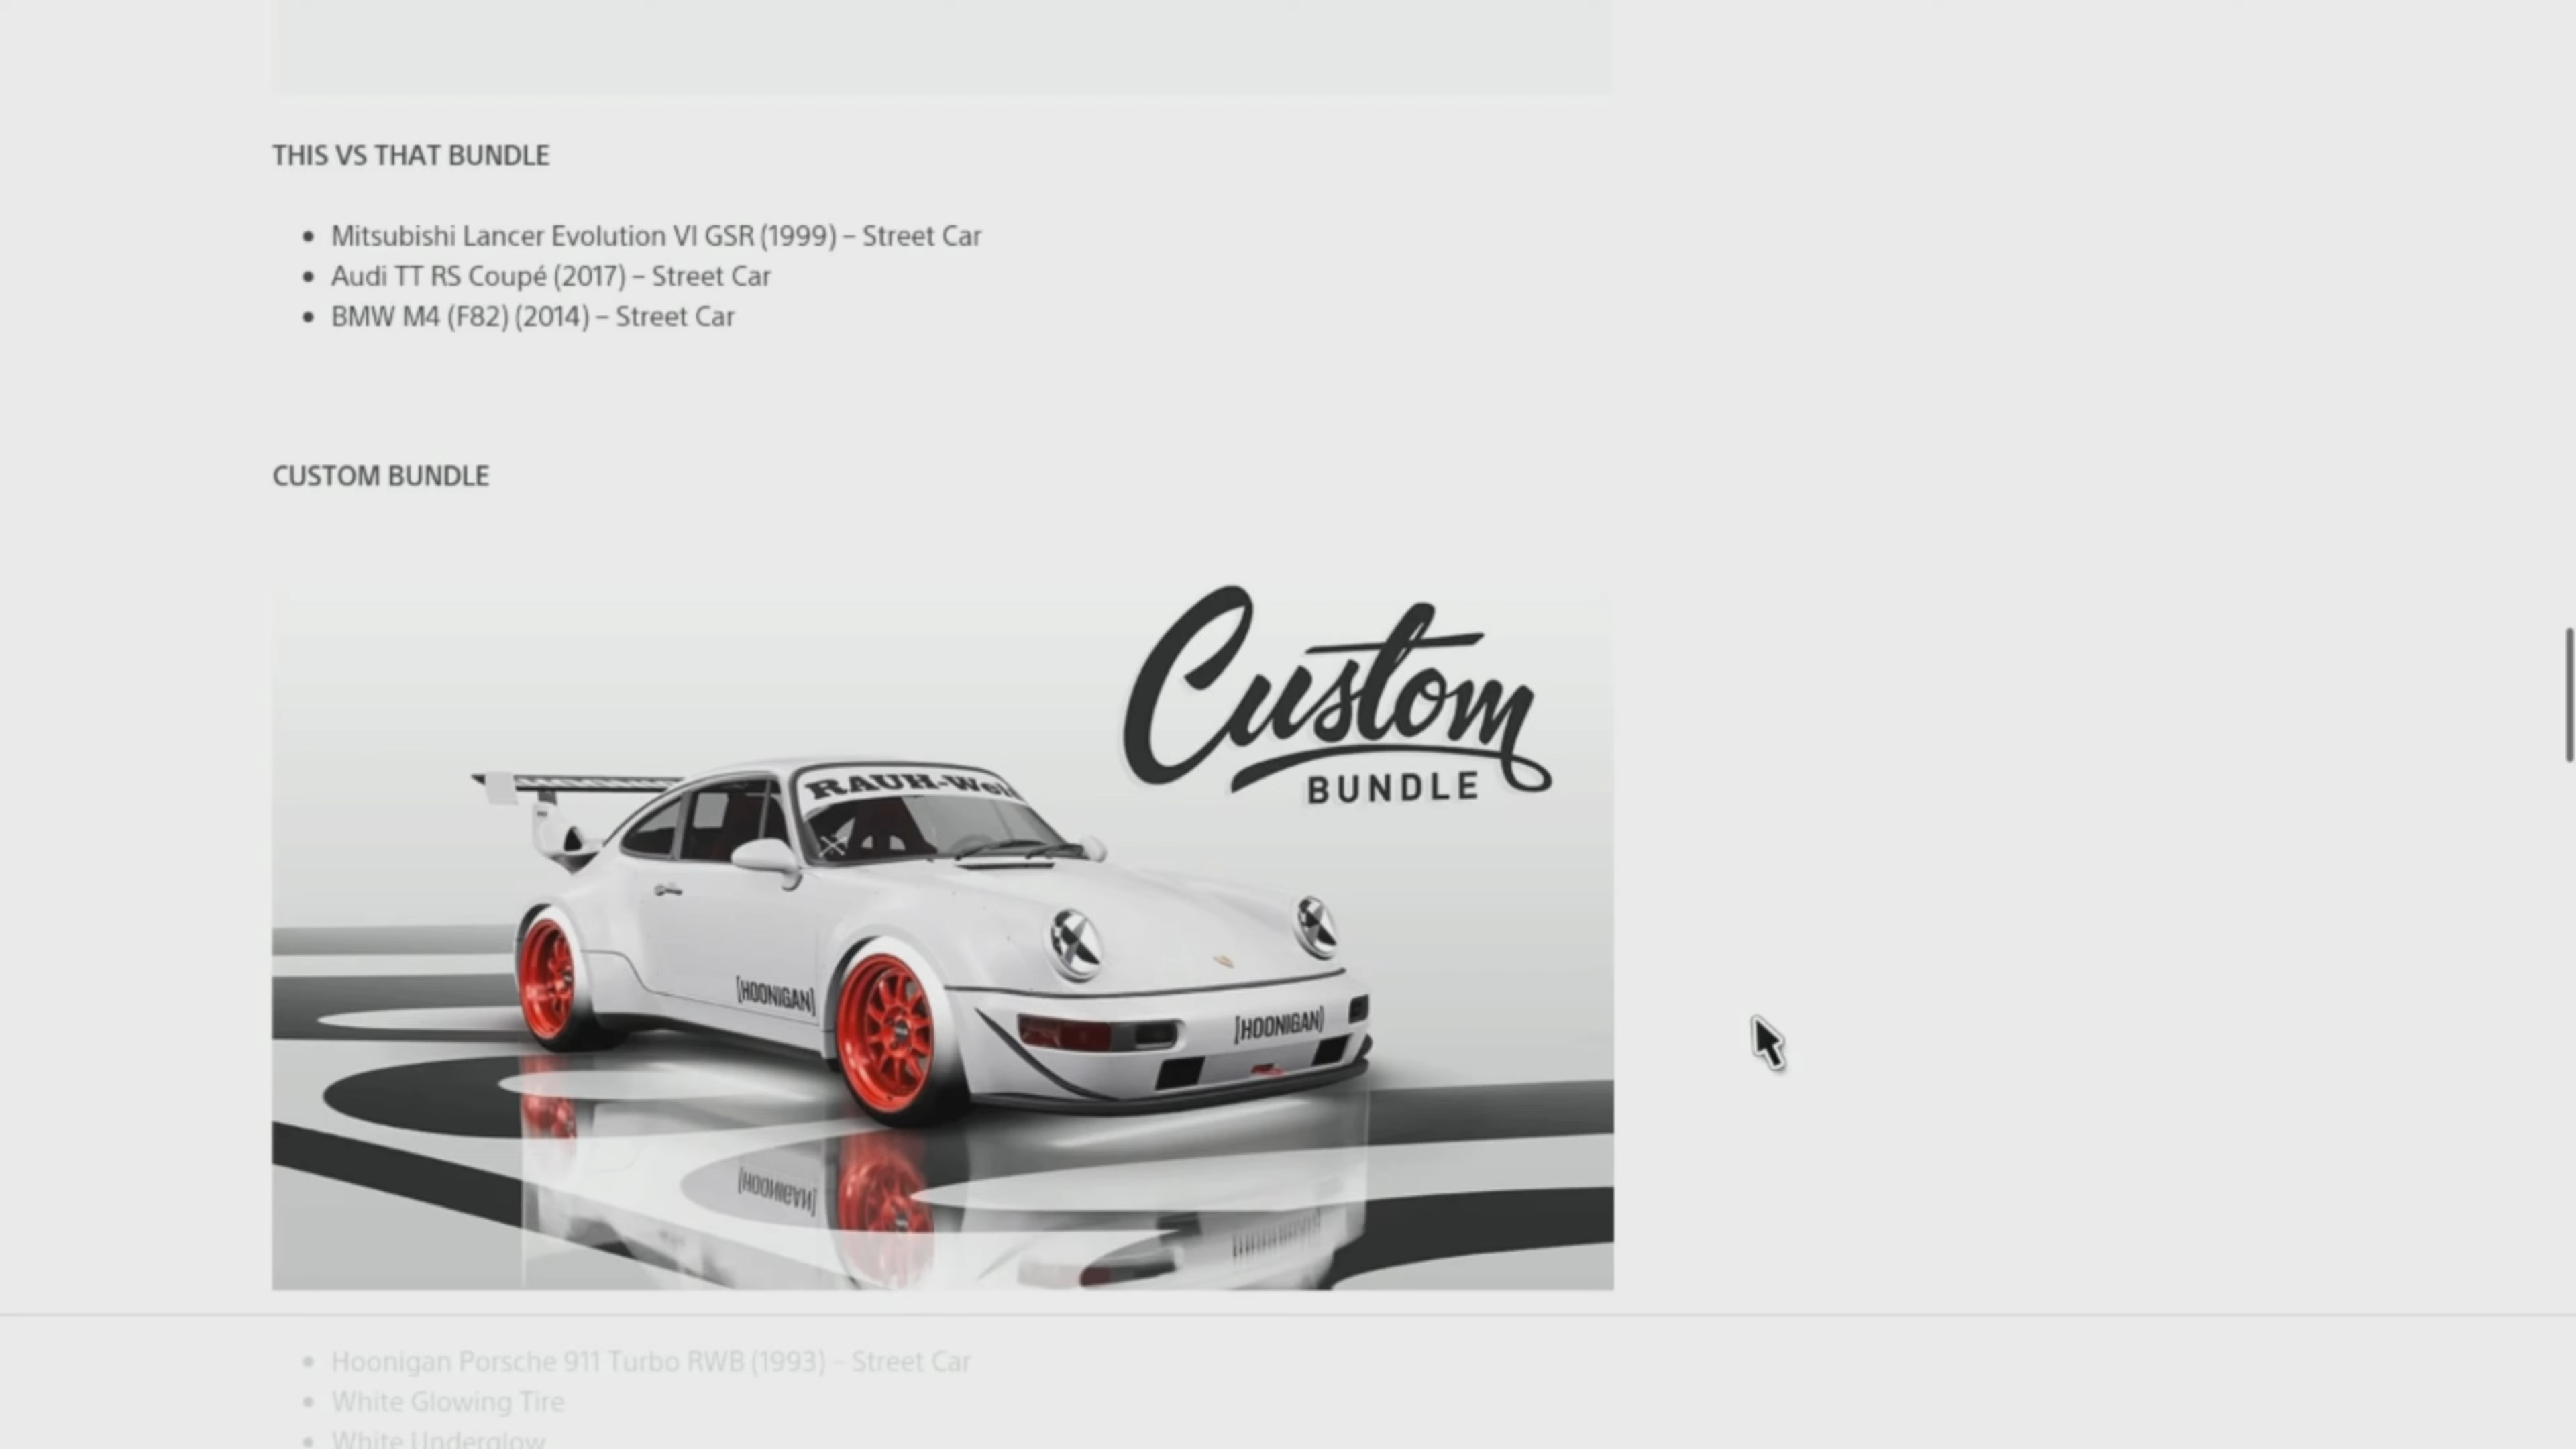 THIS VS THAT BUNDLE
Mitsubishi Lancer Evolution VI GSR (1999) – Street Car
Audi TT RS Coupé (2017) – Street Car
BMW M4 (F82) (2014) – Street Car
CUSTOM BUNDLE
Custom
BUNDLE
RAUH-Wel
[HOONIGAN]
[HOONIGAN]
Hoonigan Porsche 911 Turbo RWB (1993) – Street Car
White Glowing Tire
White Underglow